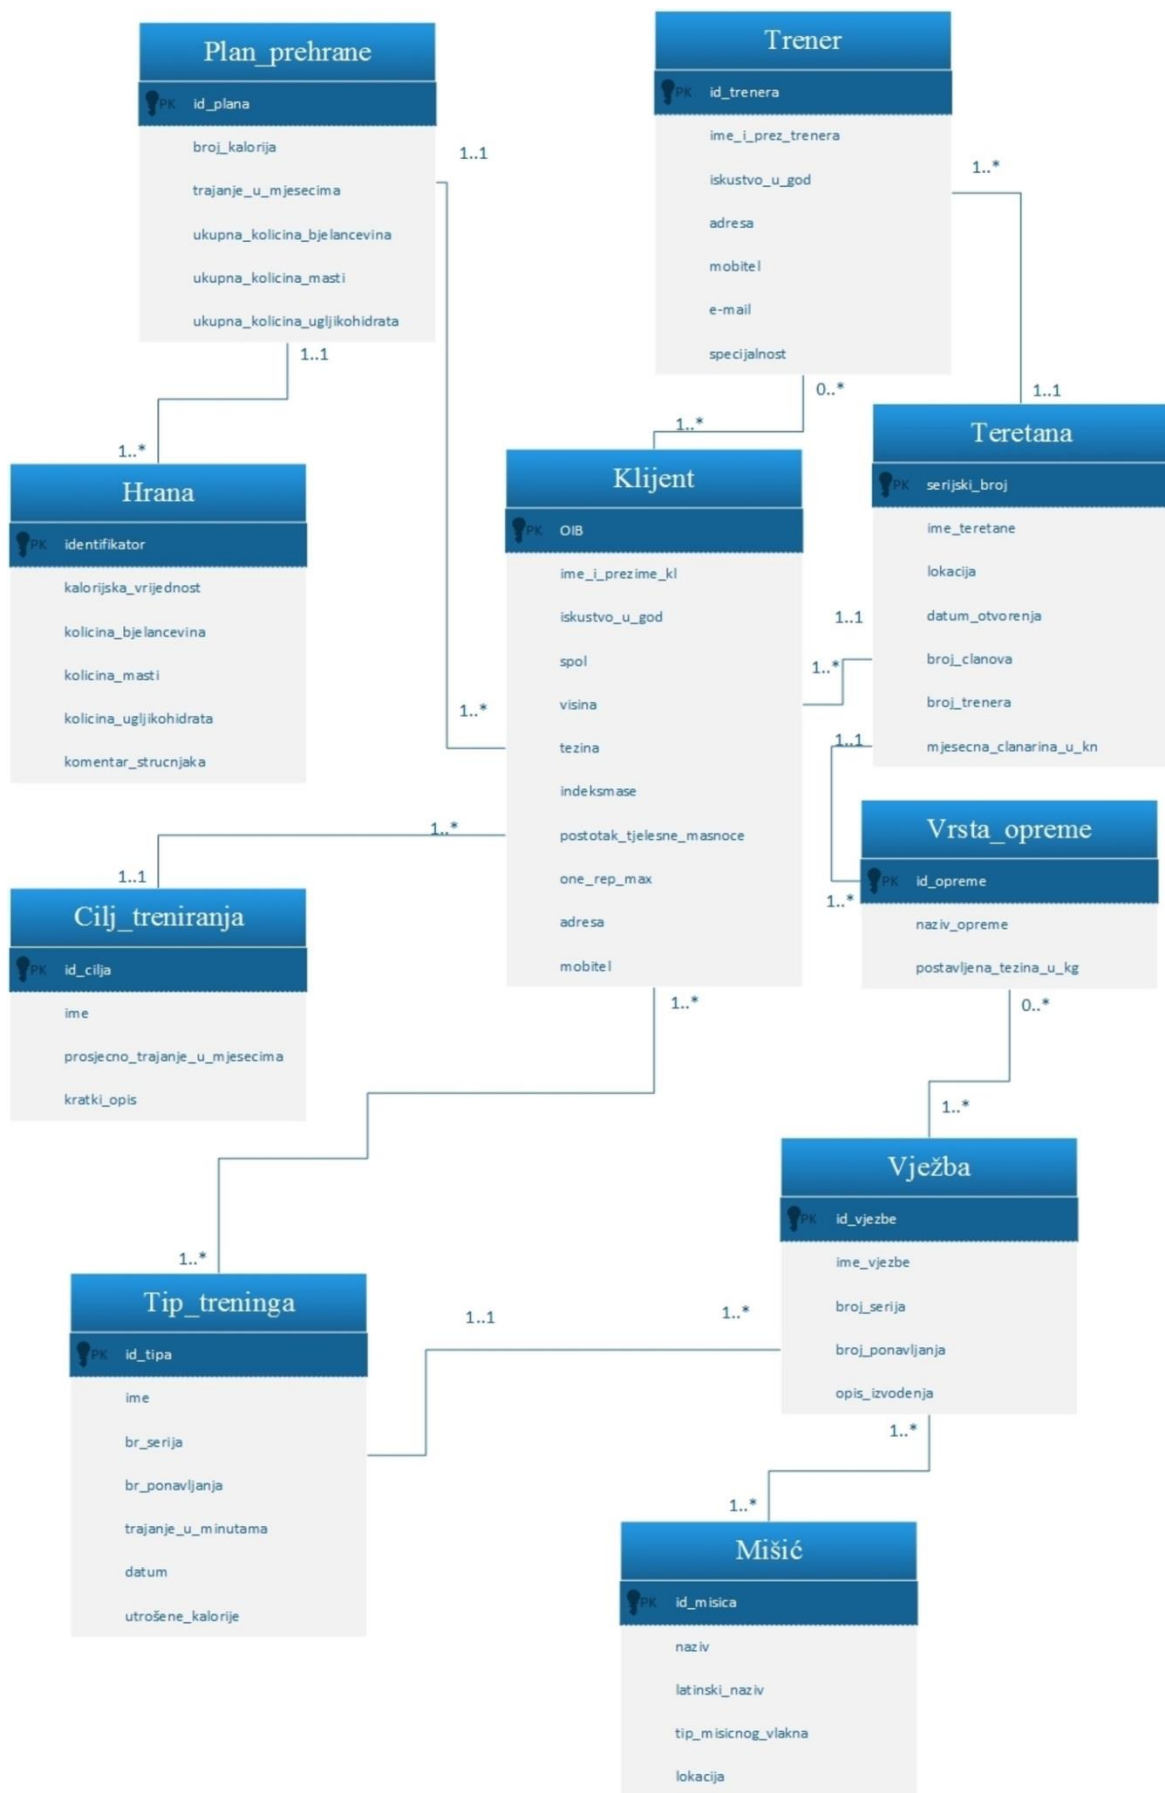 Plan_prehrane
PK id_plana
broj_kalorija
trajanje_u_mjesecima
ukupna_kolicina_bjelancevina
ukupna_kolicina_masti
ukupna_kolicina_ugljikohidrata
1..1
1..1
Trener
PK id_trenera
ime_i_prez_trenera
iskustvo_u_god
adresa
mobitel
e-mail
specijalnost
1..*
0..*
1..1
1..*
1..*
Hrana
PK identifikator
kalorijska_vrijednost
kolicina_bjelancevina
kolicina_masti
kolicina_ugljikohidrata
komentar_strucnjaka
Klijent
PK OIB
ime_i_prezime_kl
iskustvo_u_god
spol
visina
tezina
indeksmase
postotak_tjelesne_masnoce
one_rep_max
adresa
mobitel
1..*
1..*
1..*
Teretana
PK serijski_broj
ime_teretane
lokacija
datum_otvorenja
broj_clanova
broj_trenera
mjesecna_clanarina_u_kn
1..1
1..*
1..1
Vrsta_opreme
PK id_opreme
naziv_opreme
postavljena_tezina_u_kg
1..*
0..*
1..1
Cilj_treniranja
PK id_cilja
ime
prosjecno_trajanje_u_mjesecima
kratki_opis
1..*
Vježba
PK id_vjezbe
ime_vjezbe
broj_serija
broj_ponavljanja
opis_izvodenja
1..*
Tip_treninga
PK id_tipa
ime
br_serija
br_ponavljanja
trajanje_u_minutama
datum
utrošene_kalorije
1..1
1..*
1..*
1..*
Mišić
PK id_misica
naziv
latinski_naziv
tip_misicnog_vlakna
lokacija